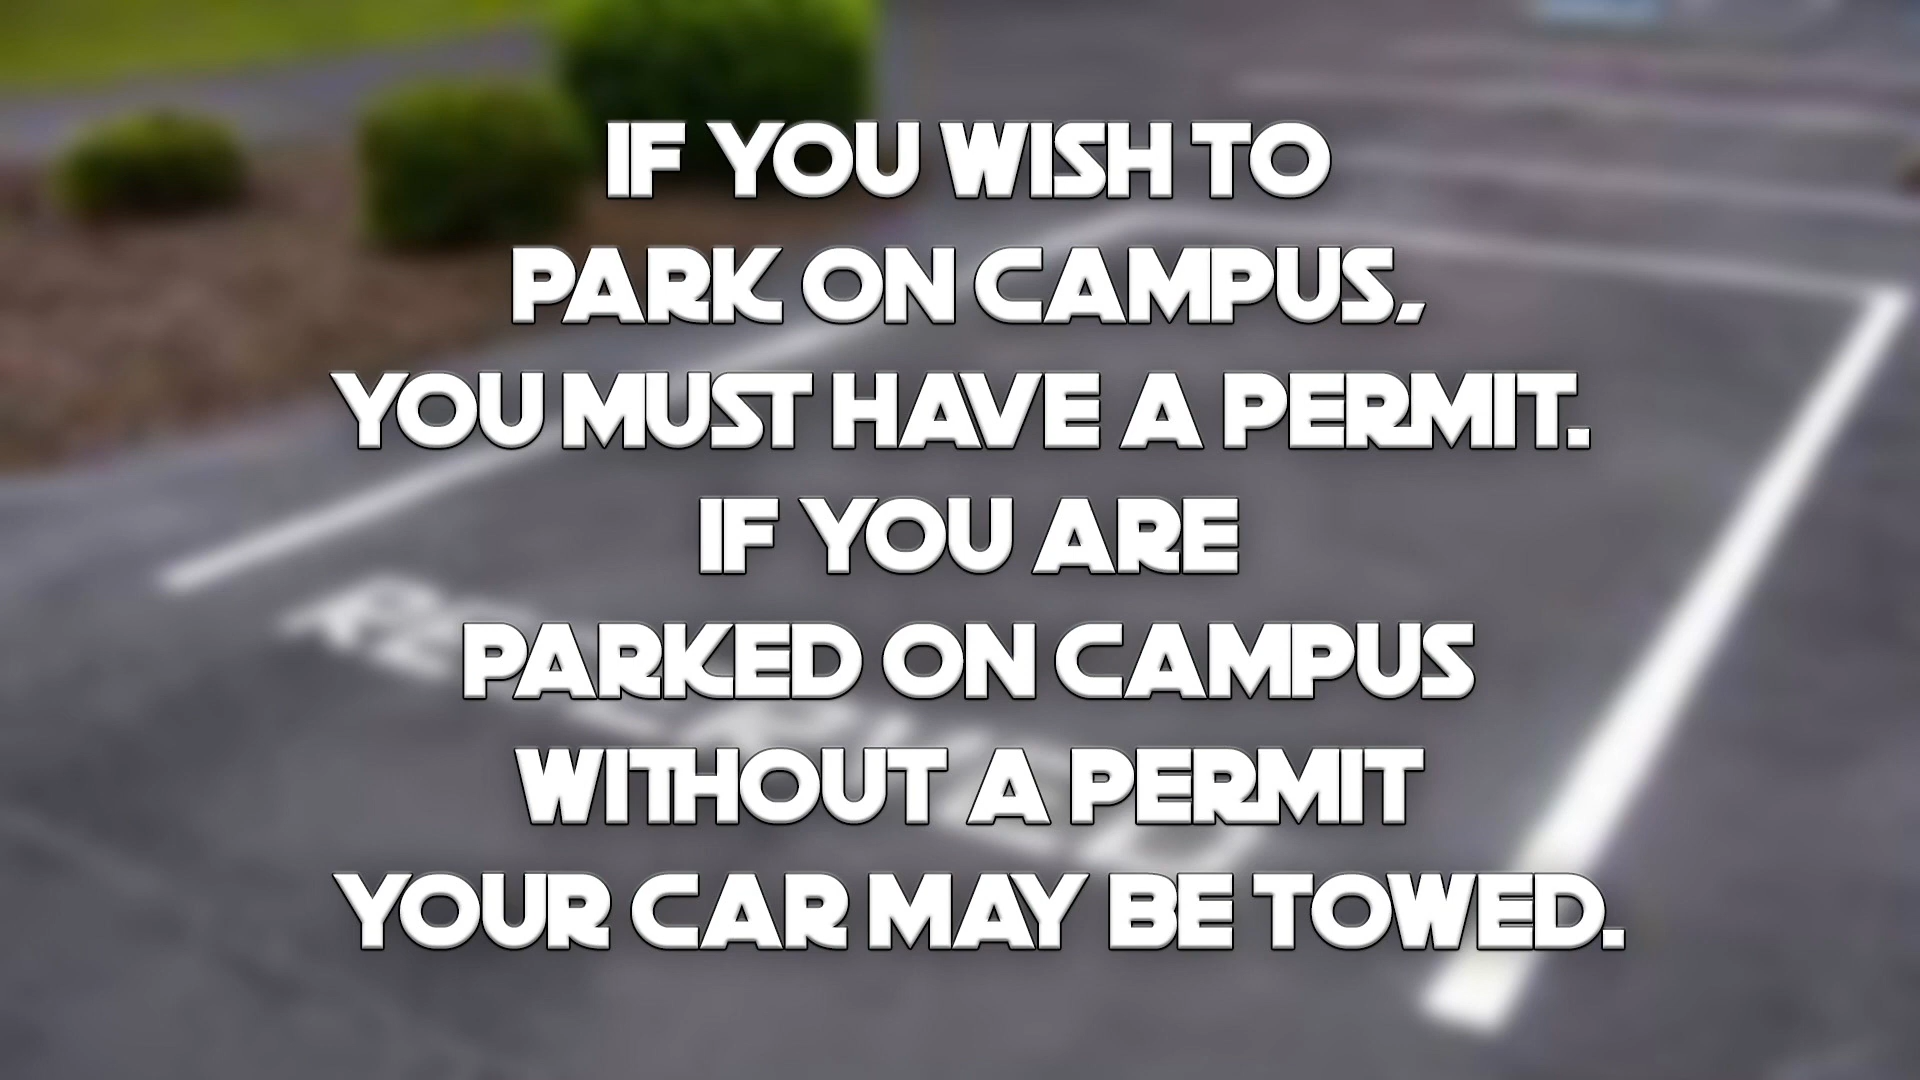 IF YOU WISH TO
PARK ON CAMPUS,
YOU MUST HAVE A PERMIT.
IF YOU ARE
PARKED ON CAMPUS
WITHOUT A PERMIT
YOUR CAR MAY BE TOWED.
RESERVED